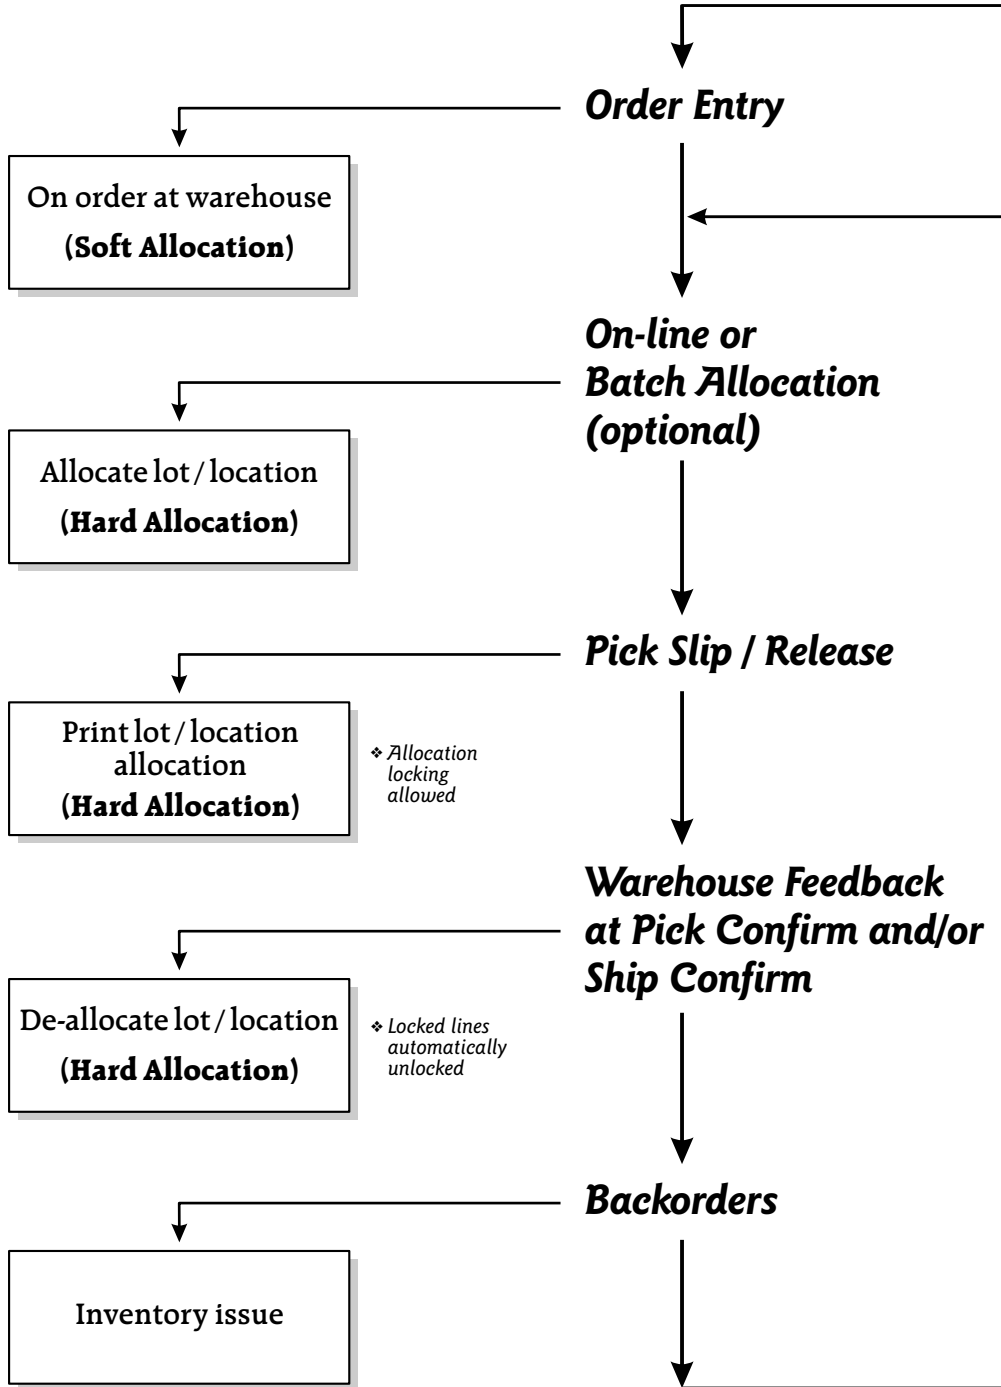 Order Entry
On order at warehouse
(Soft Allocation)
On-line or
Batch Allocation
(optional)
Allocate lot / location
(Hard Allocation)
Pick Slip / Release
Print lot / location
allocation
(Hard Allocation)
❖ Allocation
locking
allowed
Warehouse Feedback
at Pick Confirm and/or
Ship Confirm
De-allocate lot / location
(Hard Allocation)
❖ Locked lines
automatically
unlocked
Backorders
Inventory issue